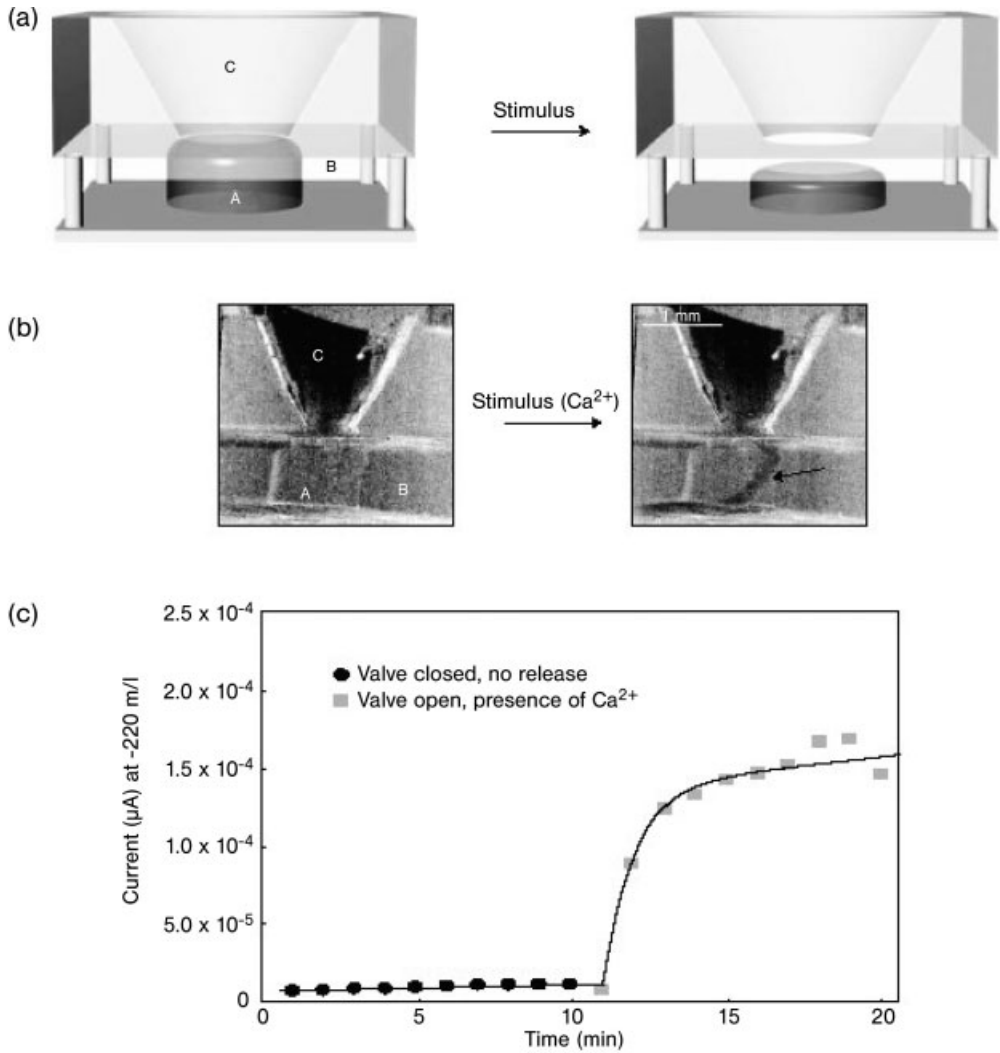 (a)
C
B
A
Stimulus
(b)
C
A
B
Stimulus (Ca²⁺)
1 mm
(c)
Current (µA) at -220 m/l
2.5 x 10⁻⁴
2.0 x 10⁻⁴
1.5 x 10⁻⁴
1.0 x 10⁻⁴
5.0 x 10⁻⁵
0
Valve closed, no release
Valve open, presence of Ca²⁺
0 5 10 15 20
Time (min)